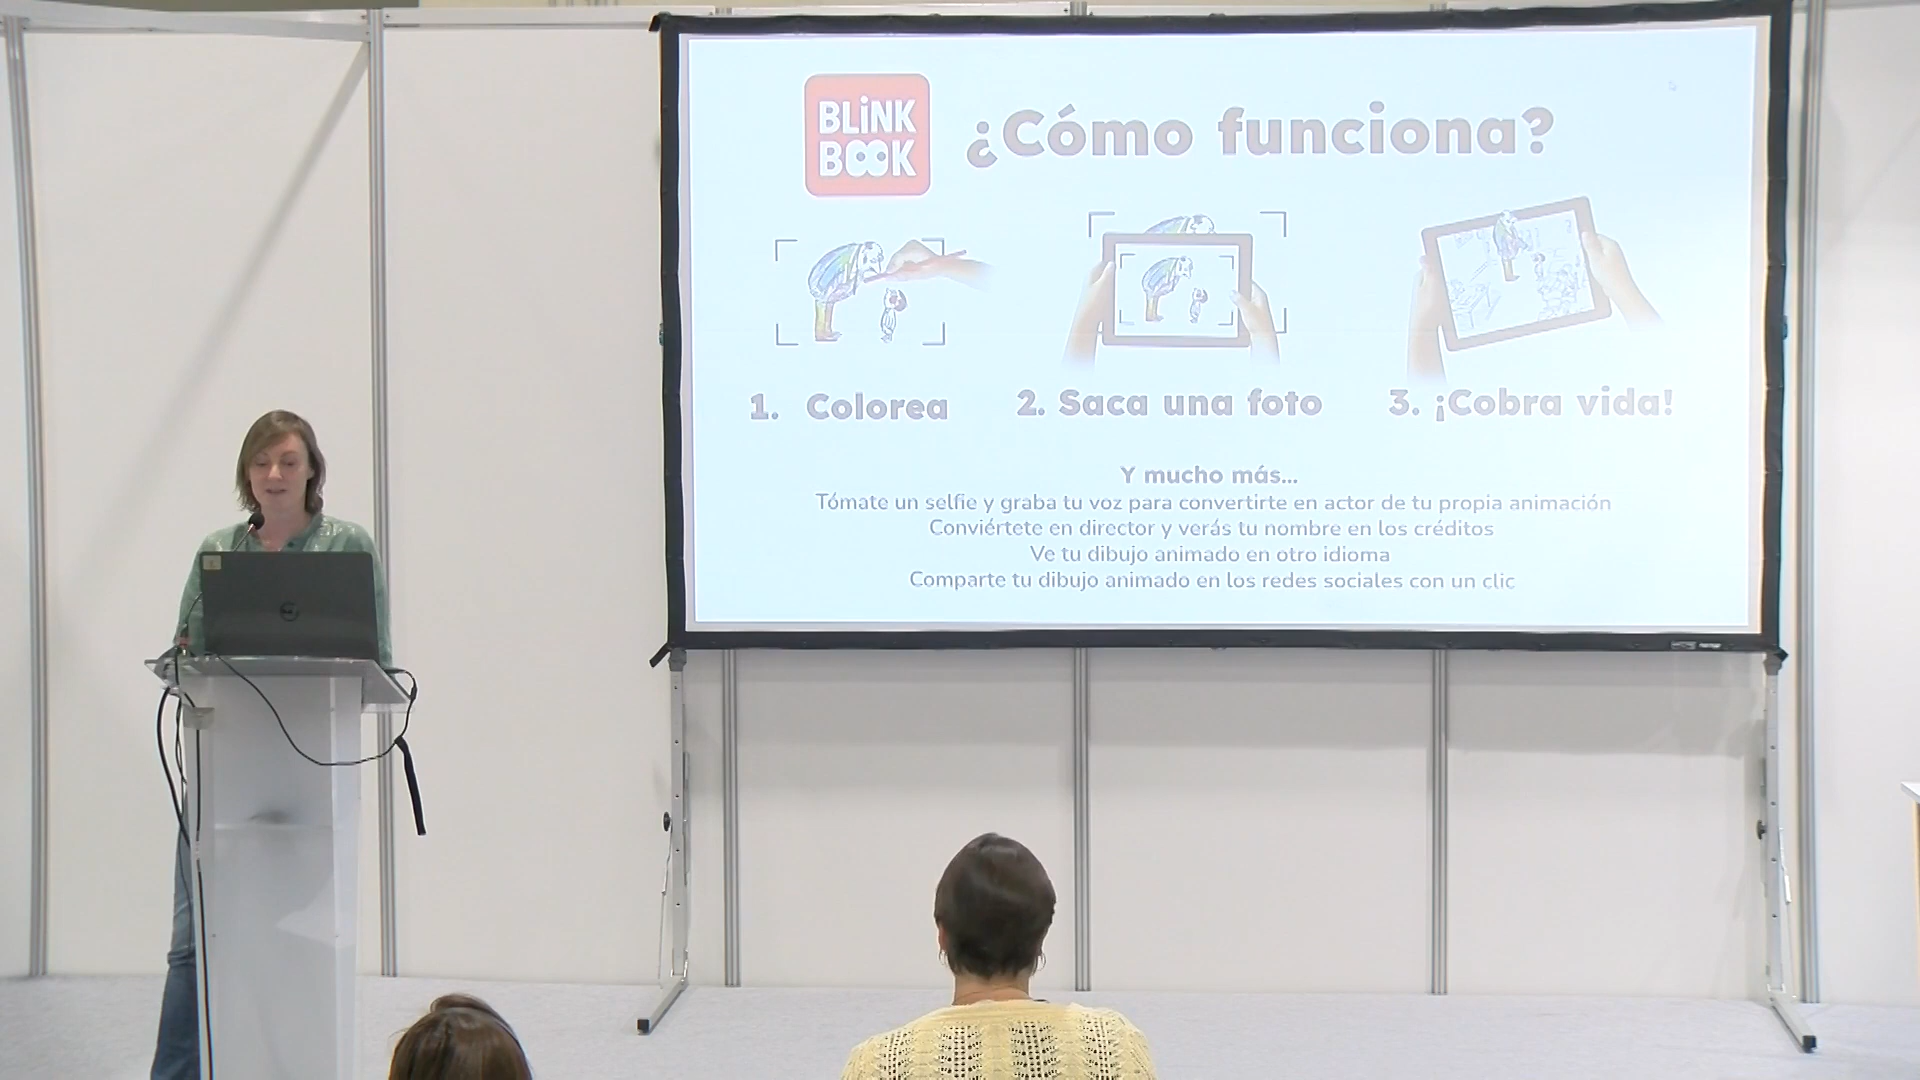 BLiNK
BOOK
¿Cómo funciona?
1. Colorea
2. Saca una foto
3. ¡Cobra vida!
Y mucho más...
Tómate un selfie y graba tu voz para convertirte en actor de tu propia animación
Conviértete en director y verás tu nombre en los créditos
Ve tu dibujo animado en otro idioma
Comparte tu dibujo animado en los redes sociales con un clic